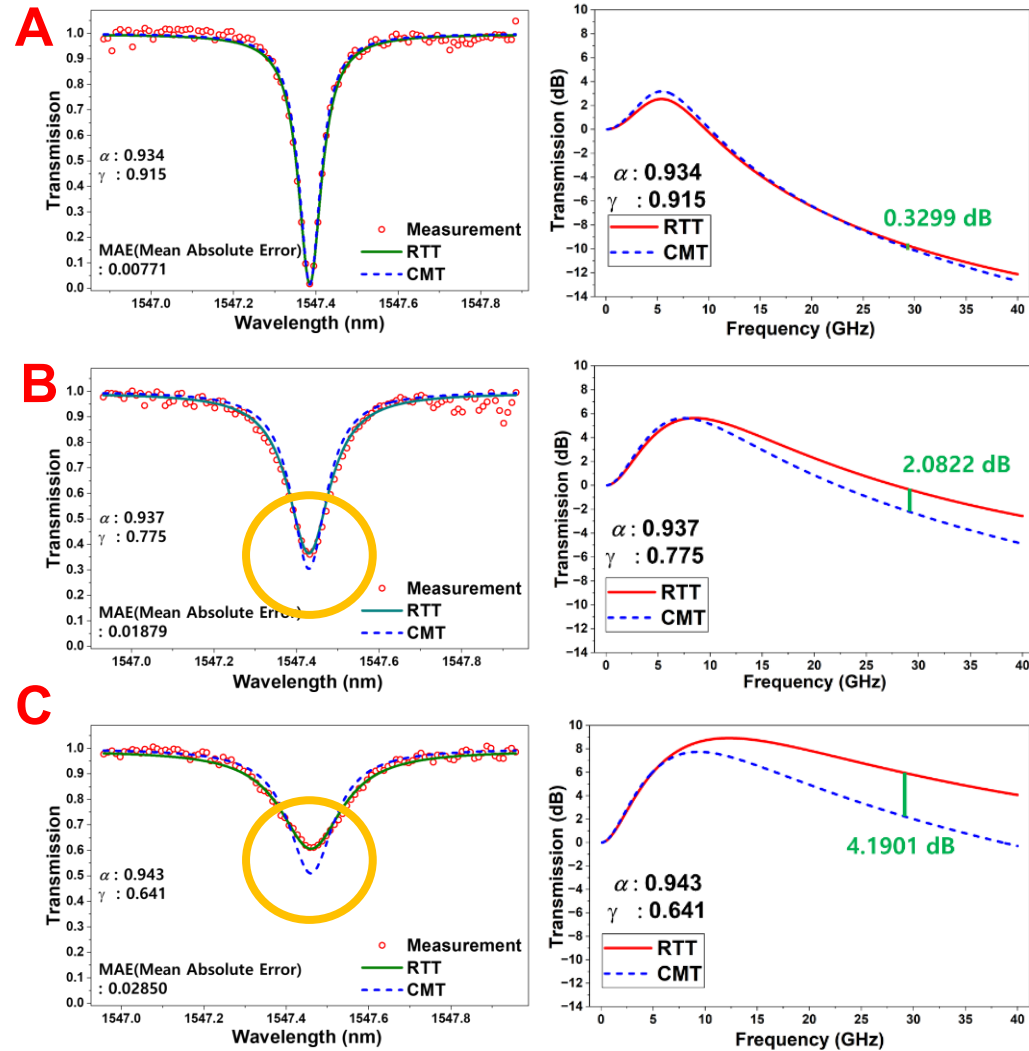 A
Transmisison
1.0
0.9
0.8
0.7
0.6
0.5
0.4
0.3
0.2
0.1
0.0
α : 0.934
γ : 0.915
MAE(Mean Absolute Error)
: 0.00771
Measurement
RTT
CMT
1547.0 1547.2 1547.4 1547.6 1547.8
Wavelength (nm)
Transmission (dB)
10
8
6
4
2
0
−2
−4
−6
−8
−10
−12
−14
α : 0.934
γ : 0.915
RTT
CMT
0.3299 dB
0 5 10 15 20 25 30 35 40
Frequency (GHz)
B
Transmission
1.0
0.9
0.8
0.7
0.6
0.5
0.4
0.3
0.2
0.1
0.0
α : 0.937
γ : 0.775
MAE(Mean Absolute Error)
: 0.01879
Measurement
RTT
CMT
1547.0 1547.2 1547.4 1547.6 1547.8
Wavelength (nm)
Transmission (dB)
10
8
6
4
2
0
−2
−4
−6
−8
−10
−12
−14
2.0822 dB
α : 0.937
γ : 0.775
RTT
CMT
0 5 10 15 20 25 30 35 40
Frequency (GHz)
C
Transmission
1.0
0.9
0.8
0.7
0.6
0.5
0.4
0.3
0.2
0.1
0.0
α : 0.943
γ : 0.641
MAE(Mean Absolute Error)
: 0.02850
Measurement
RTT
CMT
1547.0 1547.2 1547.4 1547.6 1547.8
Wavelength (nm)
Transmission (dB)
10
8
6
4
2
0
−2
−4
−6
−8
−10
−12
−14
4.1901 dB
α : 0.943
γ : 0.641
RTT
CMT
0 5 10 15 20 25 30 35 40
Frequency (GHz)